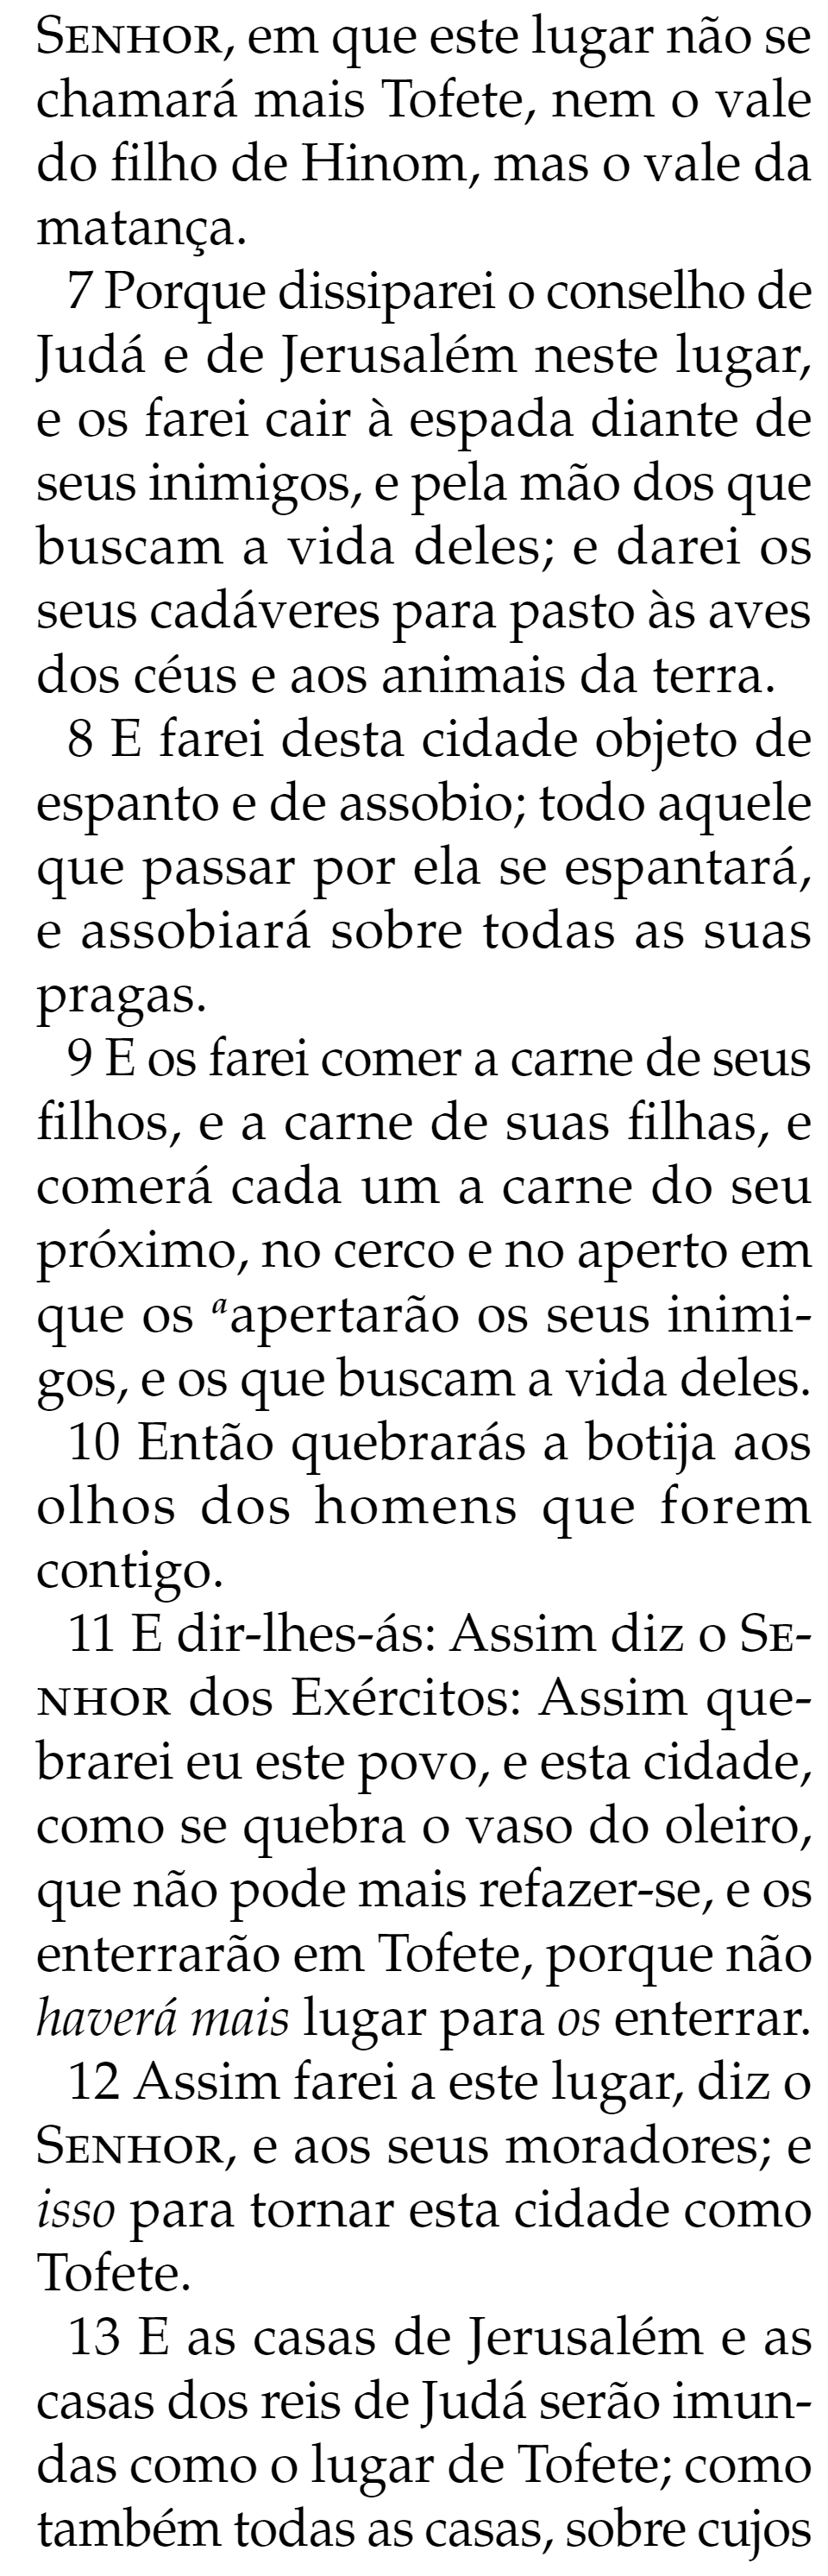 SENHOR, em que este lugar não se
chamará mais Tofete, nem o vale
do filho de Hinom, mas o vale da
matança.
7 Porque dissiparei o conselho de
Judá e de Jerusalém neste lugar,
e os farei cair à espada diante de
seus inimigos, e pela mão dos que
buscam a vida deles; e darei os
seus cadáveres para pasto às aves
dos céus e aos animais da terra.
8 E farei desta cidade objeto de
espanto e de assobio; todo aquele
que passar por ela se espantará,
e assobiará sobre todas as suas
pragas.
9 E os farei comer a carne de seus
filhos, e a carne de suas filhas, e
comerá cada um a carne do seu
próximo, no cerco e no aperto em
que os ᵃapertarão os seus inimi-
gos, e os que buscam a vida deles.
10 Então quebrarás a botija aos
olhos dos homens que forem
contigo.
11 E dir-lhes-ás: Assim diz o SE-
NHOR dos Exércitos: Assim que-
brarei eu este povo, e esta cidade,
como se quebra o vaso do oleiro,
que não pode mais refazer-se, e os
enterrarão em Tofete, porque não
haverá mais lugar para os enterrar.
12 Assim farei a este lugar, diz o
SENHOR, e aos seus moradores; e
isso para tornar esta cidade como
Tofete.
13 E as casas de Jerusalém e as
casas dos reis de Judá serão imun-
das como o lugar de Tofete; como
também todas as casas, sobre cujos